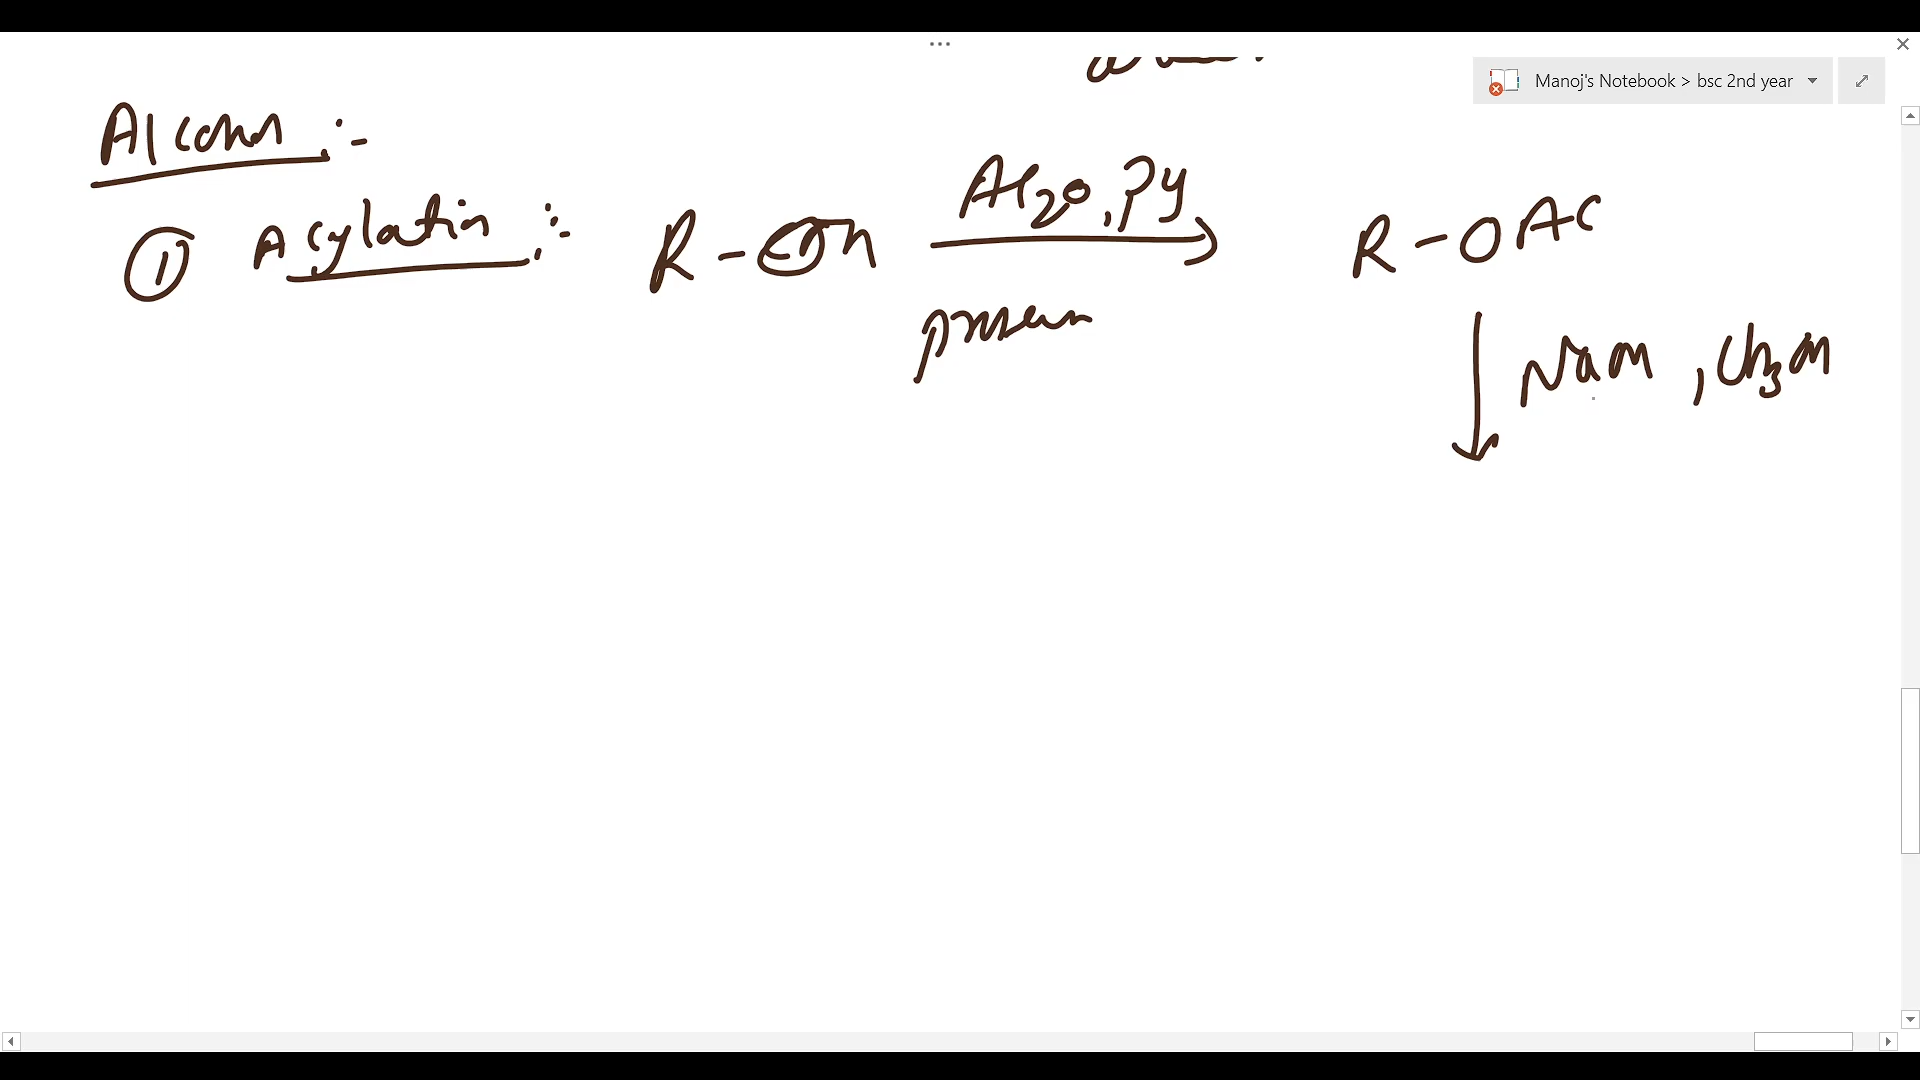 Manoj's Notebook > bsc 2nd year
Alcohol :-
① Acylation :- R-OH Ac2O, Py R-OAc
NaOH, CH3OH